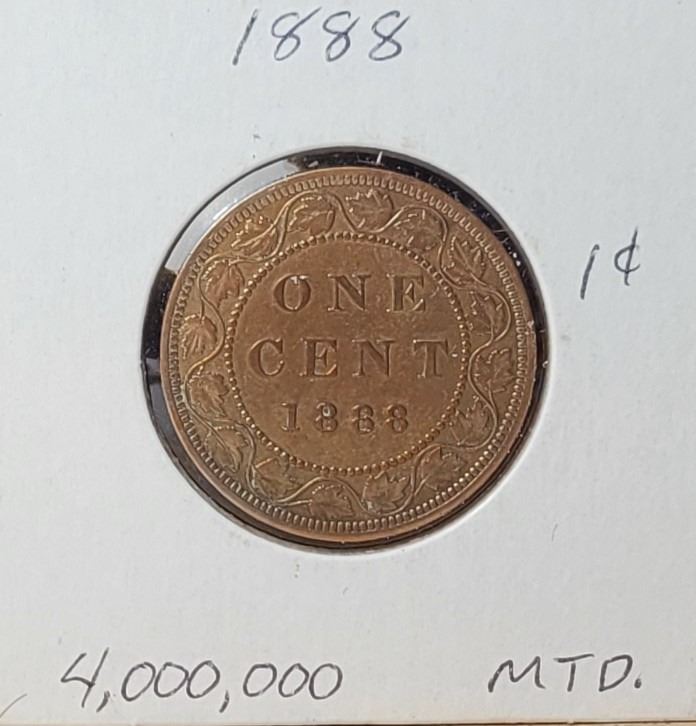 1888
1¢
ONE
CENT
1888
4,000,000 MTD.